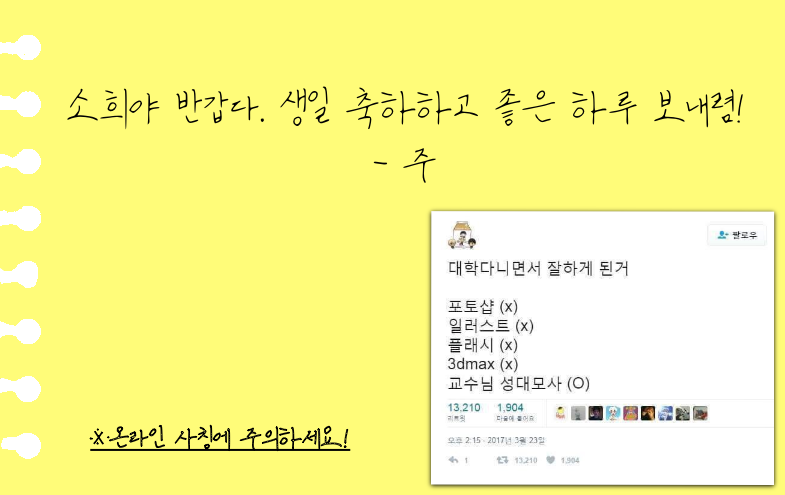 소희야 반갑다. 생일 축하하고 좋은 하루 보내렴!
- 주
팔로우
대학다니면서 잘하게 된거
포토샵 (x)
일러스트 (x)
플래시 (x)
3dmax (x)
교수님 성대모사 (O)
13,210 1,904
리트윗 마음에 들어요
오후 2:15 - 2017년 3월 23일
1 13,210 1,904
※온라인 사칭에 주의하세요!